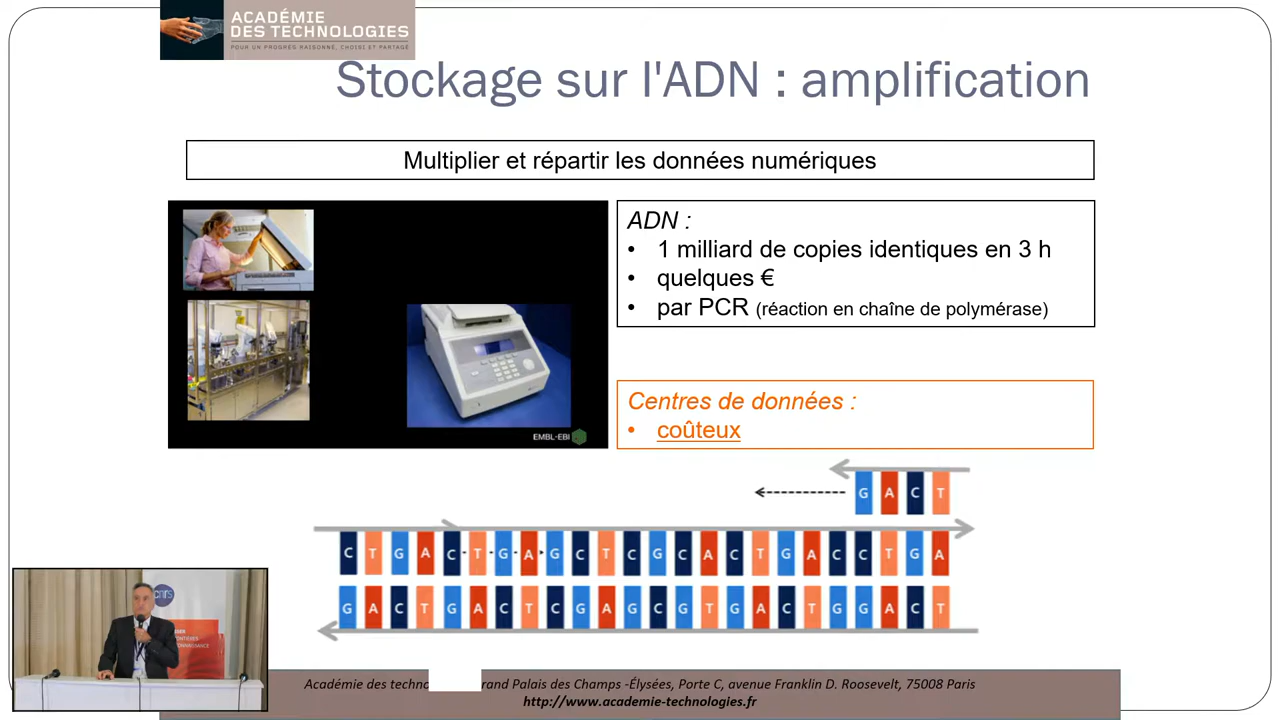 ACADÉMIE
DES TECHNOLOGIES
POUR UN PROGRÈS RAISONNÉ, CHOISI ET PARTAGÉ
Stockage sur l'ADN : amplification
Multiplier et répartir les données numériques
ADN :
• 1 milliard de copies identiques en 3 h
• quelques €
• par PCR (réaction en chaîne de polymérase)
EMBL-EBI
Centres de données :
• coûteux
G A C T
C T G A C T G A G C T C G C A C T G A C C T G A
G A C T G A C T C G A G C G T G A C T G G A C T
cnrs
Académie des techno
rand Palais des Champs -Élysées, Porte C, avenue Franklin D. Roosevelt, 75008 Paris
http://www.academie-technologies.fr